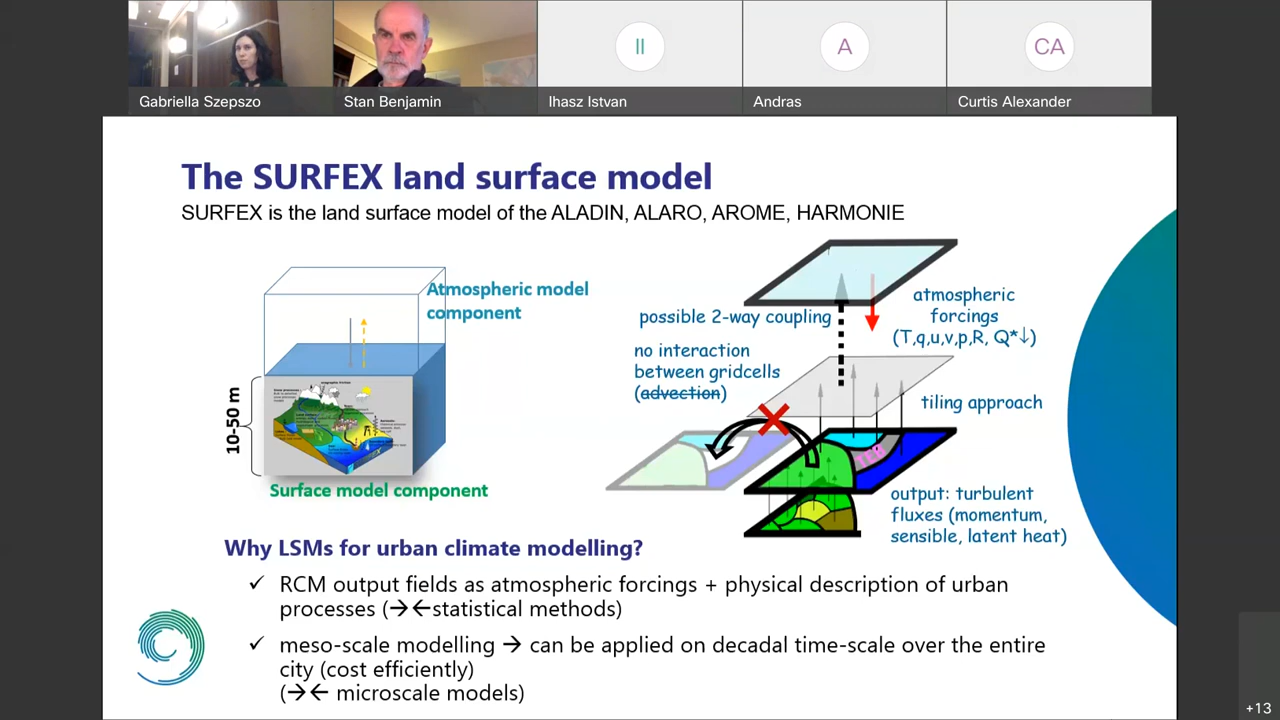 II
A
CA
Gabriella Szepszo
Stan Benjamin
Ihasz Istvan
Andras
Curtis Alexander
The SURFEX land surface model
SURFEX is the land surface model of the ALADIN, ALARO, AROME, HARMONIE
Atmospheric model
component
10-50 m
Surface model component
possible 2-way coupling
no interaction
between gridcells
(advection)
atmospheric
forcings
(T,q,u,v,p,R, Q*↓)
tiling approach
TEB
output: turbulent
fluxes (momentum,
sensible, latent heat)
Why LSMs for urban climate modelling?
✓ RCM output fields as atmospheric forcings + physical description of urban
processes (→←statistical methods)
✓ meso-scale modelling → can be applied on decadal time-scale over the entire
city (cost efficiently)
(→← microscale models)
+13